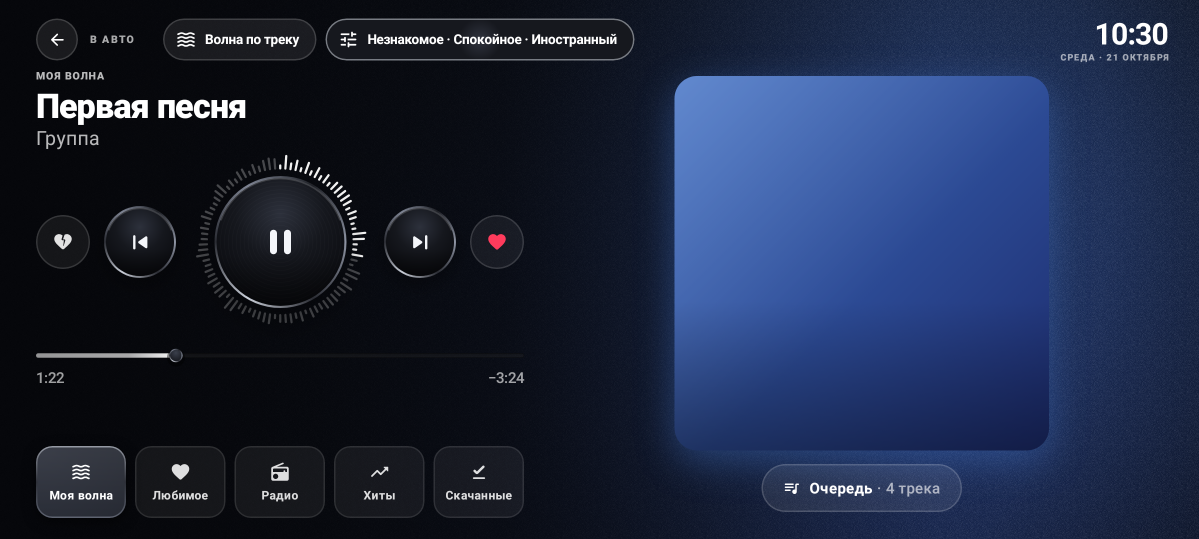 В АВТО
Волна по треку
Незнакомое · Спокойное · Иностранный
10:30
СРЕДА · 21 ОКТЯБРЯ
МОЯ ВОЛНА
Первая песня
Группа
1:22
−3:24
Моя волна
Любимое
Радио
Хиты
Скачанные
Очередь · 4 трека